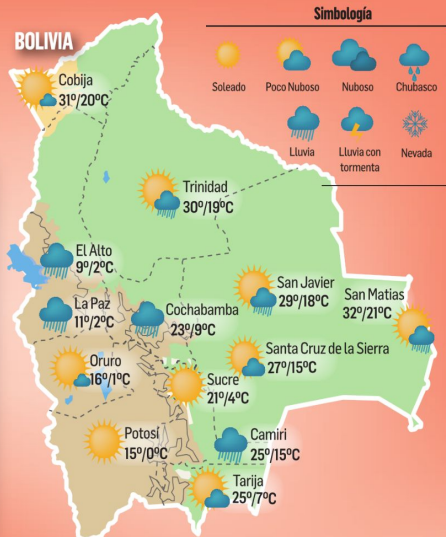 Simbología
BOLIVIA
Soleado
Poco Nuboso
Nuboso
Chubasco
Lluvia
Lluvia con
tormenta
Nevada
Cobija
31º/20ºC
Trinidad
30º/19ºC
El Alto
9º/2ºC
San Javier
29º/18ºC
San Matias
32º/21ºC
La Paz
11º/2ºC
Cochabamba
23º/9ºC
Oruro
16º/1ºC
Santa Cruz de la Sierra
27º/15ºC
Sucre
21º/4ºC
Potosí
15º/0ºC
Camiri
25º/15ºC
Tarija
25º/7ºC